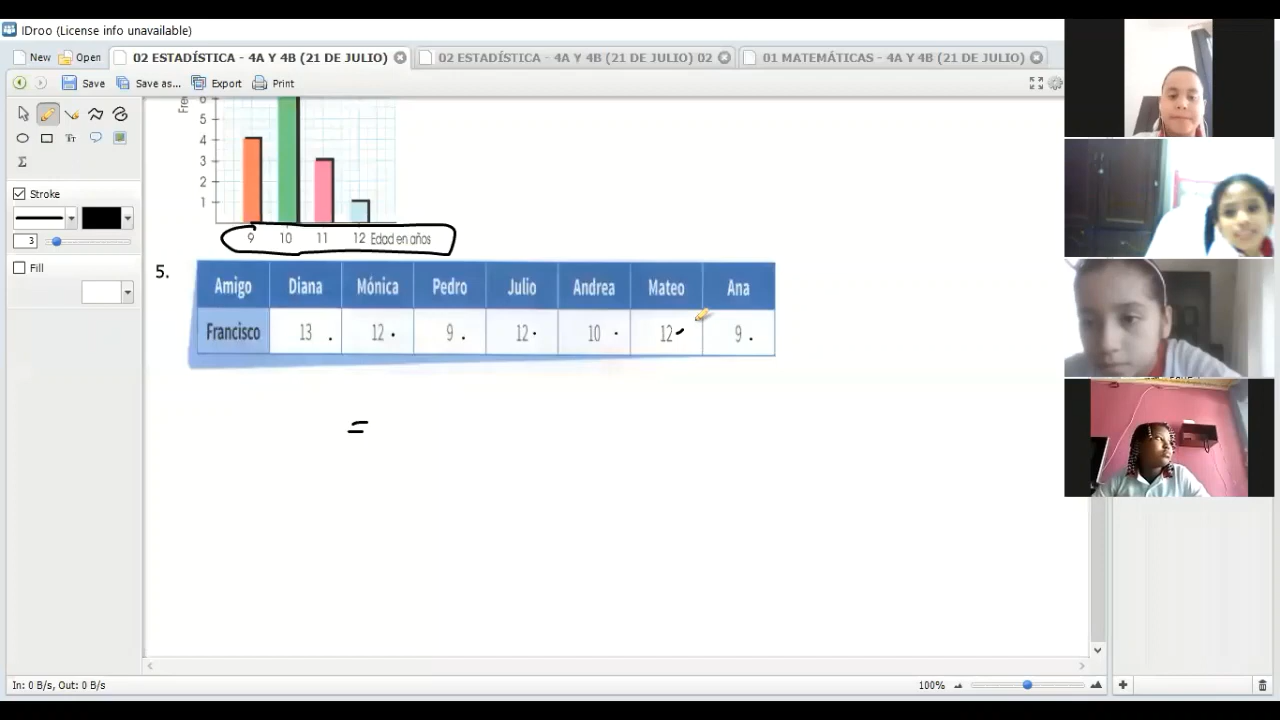 IDroo (License info unavailable)
New Open 02 ESTADÍSTICA - 4A Y 4B (21 DE JULIO) 02 ESTADÍSTICA - 4A Y 4B (21 DE JULIO) 02 01 MATEMÁTICAS - 4A Y 4B (21 DE JULIO)
Save Save as... Export Print
Tt
Σ
Stroke
3
Fill
Fre
6
5
4
3
2
1
9 10 11 12 Edad en años
5.
Amigo Diana Mónica Pedro Julio Andrea Mateo Ana
Francisco 13 . 12 . 9 . 12 . 10 . 12 9 .
=
In: 0 B/s, Out: 0 B/s 100%